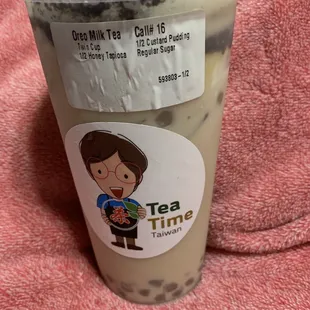 Oreo Milk Tea Call# 16
Twin Cup 1/2 Custard Pudding
1/2 Honey Tapioca Regular Sugar
593803-1/2
Tea
Time
Taiwan